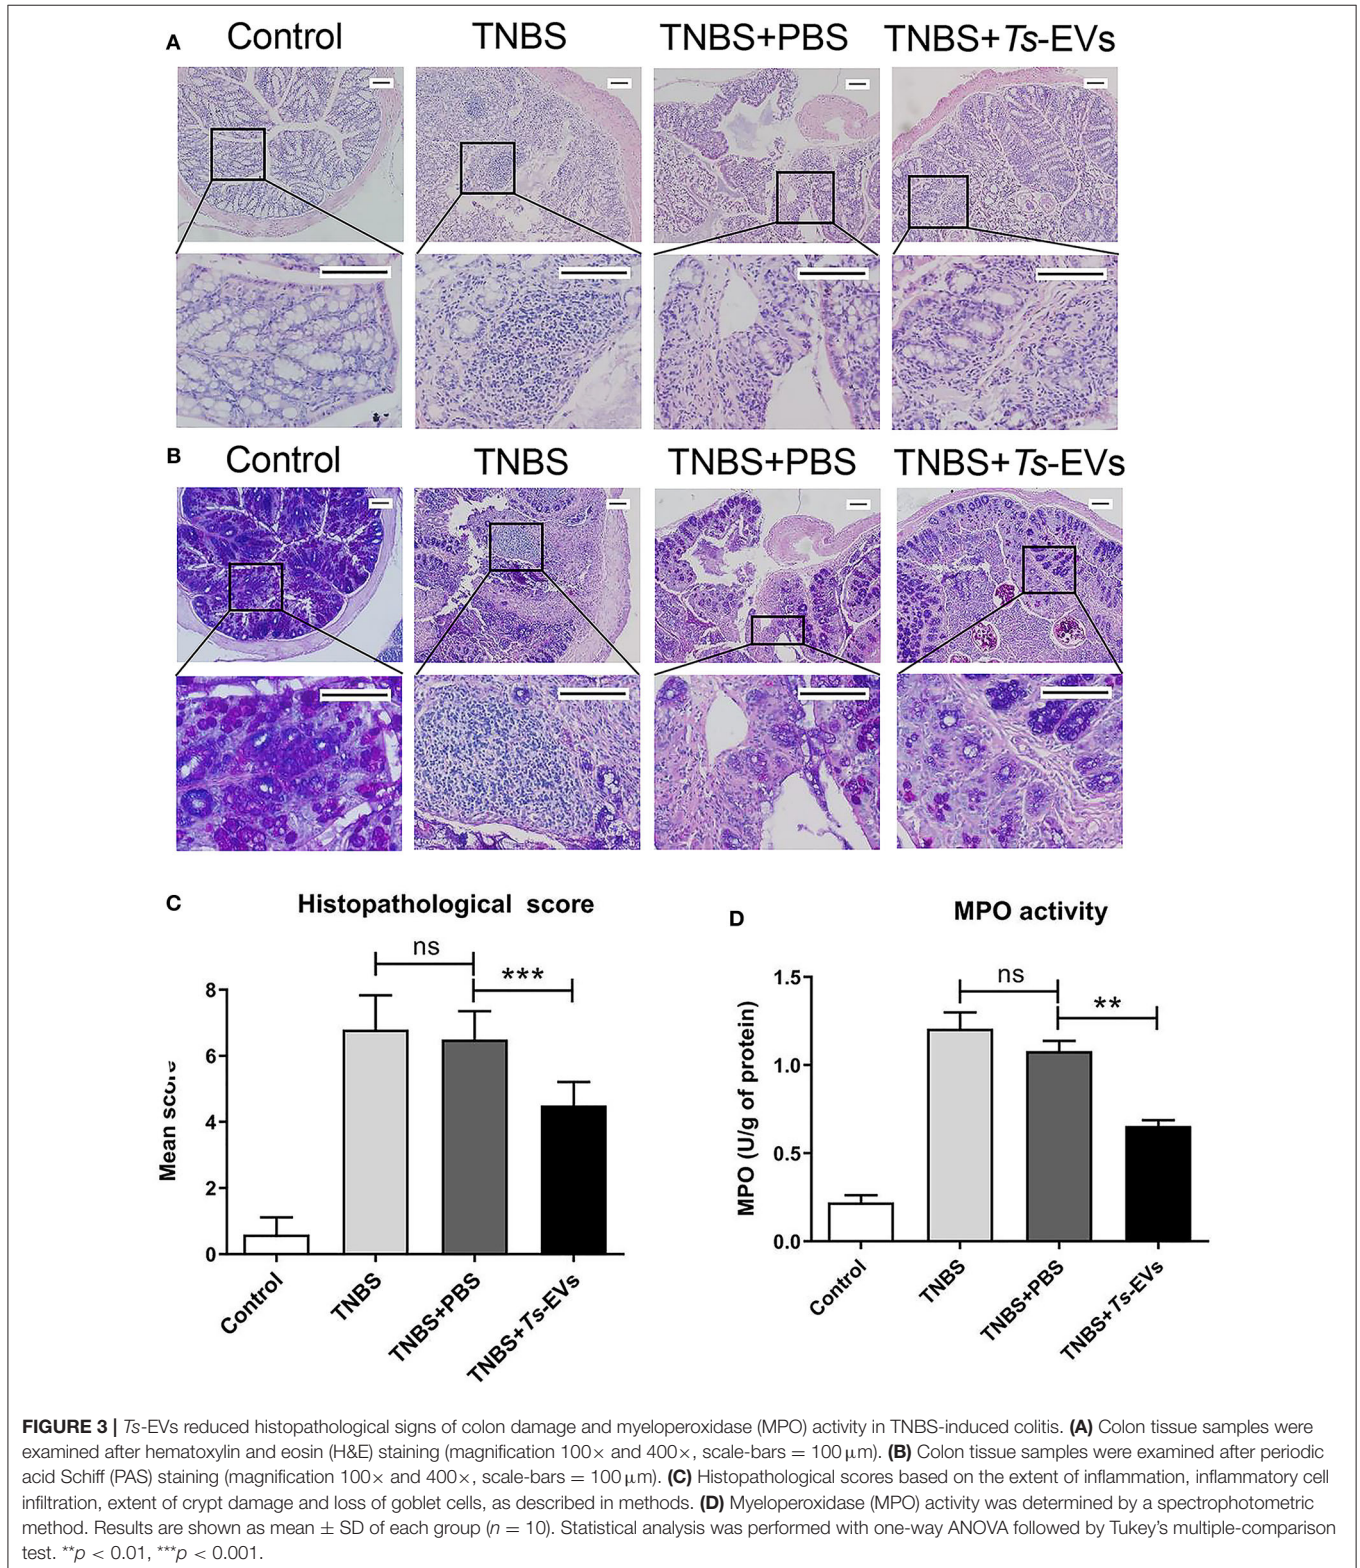 A
Control TNBS TNBS+PBS TNBS+Ts-EVs
B
Control TNBS TNBS+PBS TNBS+Ts-EVs
C
Histopathological score
ns
***
Mean score
8
6
4
2
0
Control
TNBS
TNBS+PBS
TNBS+Ts-EVs
D
MPO activity
ns
**
MPO (U/g of protein)
1.5
1.0
0.5
0.0
Control
TNBS
TNBS+PBS
TNBS+Ts-EVs
FIGURE 3 | Ts-EVs reduced histopathological signs of colon damage and myeloperoxidase (MPO) activity in TNBS-induced colitis. (A) Colon tissue samples were
examined after hematoxylin and eosin (H&E) staining (magnification 100× and 400×, scale-bars = 100 μm). (B) Colon tissue samples were examined after periodic
acid Schiff (PAS) staining (magnification 100× and 400×, scale-bars = 100 μm). (C) Histopathological scores based on the extent of inflammation, inflammatory cell
infiltration, extent of crypt damage and loss of goblet cells, as described in methods. (D) Myeloperoxidase (MPO) activity was determined by a spectrophotometric
method. Results are shown as mean ± SD of each group (n = 10). Statistical analysis was performed with one-way ANOVA followed by Tukey's multiple-comparison
test. **p < 0.01, ***p < 0.001.